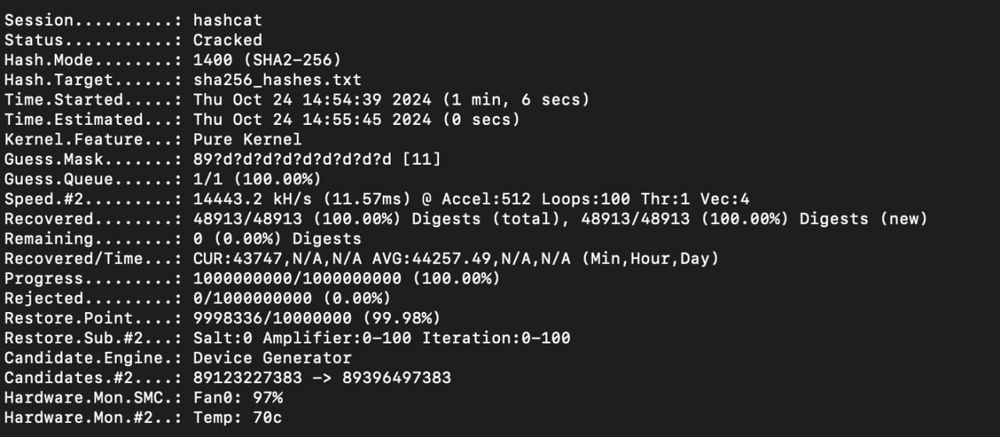 Session..........: hashcat
Status...........: Cracked
Hash.Mode........: 1400 (SHA2-256)
Hash.Target......: sha256_hashes.txt
Time.Started.....: Thu Oct 24 14:54:39 2024 (1 min, 6 secs)
Time.Estimated...: Thu Oct 24 14:55:45 2024 (0 secs)
Kernel.Feature...: Pure Kernel
Guess.Mask.......: 89?d?d?d?d?d?d?d?d?d [11]
Guess.Queue......: 1/1 (100.00%)
Speed.#2.........: 14443.2 kH/s (11.57ms) @ Accel:512 Loops:100 Thr:1 Vec:4
Recovered........: 48913/48913 (100.00%) Digests (total), 48913/48913 (100.00%) Digests (new)
Remaining........: 0 (0.00%) Digests
Recovered/Time...: CUR:43747,N/A,N/A AVG:44257.49,N/A,N/A (Min,Hour,Day)
Progress.........: 1000000000/1000000000 (100.00%)
Rejected.........: 0/1000000000 (0.00%)
Restore.Point....: 9998336/10000000 (99.98%)
Restore.Sub.#2...: Salt:0 Amplifier:0-100 Iteration:0-100
Candidate.Engine.: Device Generator
Candidates.#2....: 89123227383 -> 89396497383
Hardware.Mon.SMC.: Fan0: 97%
Hardware.Mon.#2..: Temp: 70c